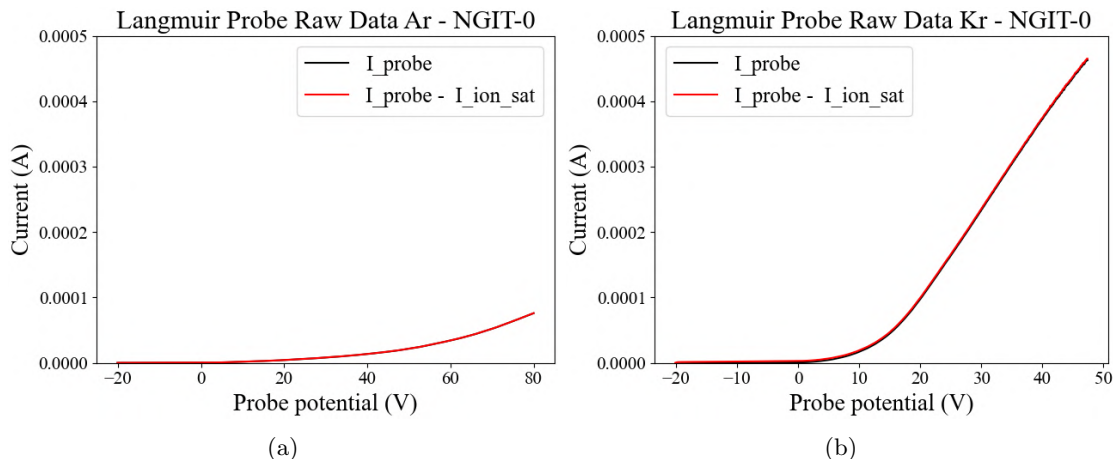 Langmuir Probe Raw Data Ar - NGIT-0
I_probe
I_probe - I_ion_sat
Current (A)
0.0005
0.0004
0.0003
0.0002
0.0001
0.0000
−20 0 20 40 60 80
Probe potential (V)
(a)
Langmuir Probe Raw Data Kr - NGIT-0
I_probe
I_probe - I_ion_sat
Current (A)
0.0005
0.0004
0.0003
0.0002
0.0001
0.0000
−20 −10 0 10 20 30 40 50
Probe potential (V)
(b)